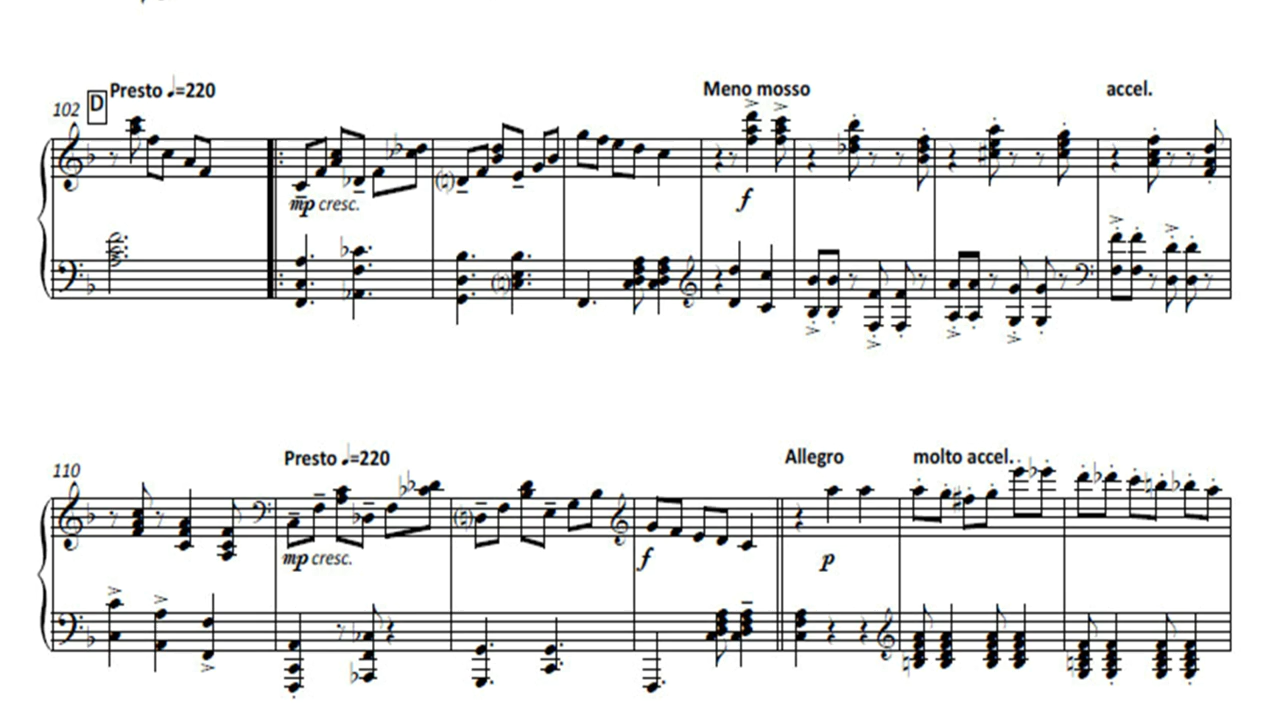 Presto ♩=220 Meno mosso accel.
102 D
mp cresc. f
110 Presto ♩=220 Allegro molto accel.
mp cresc. f p